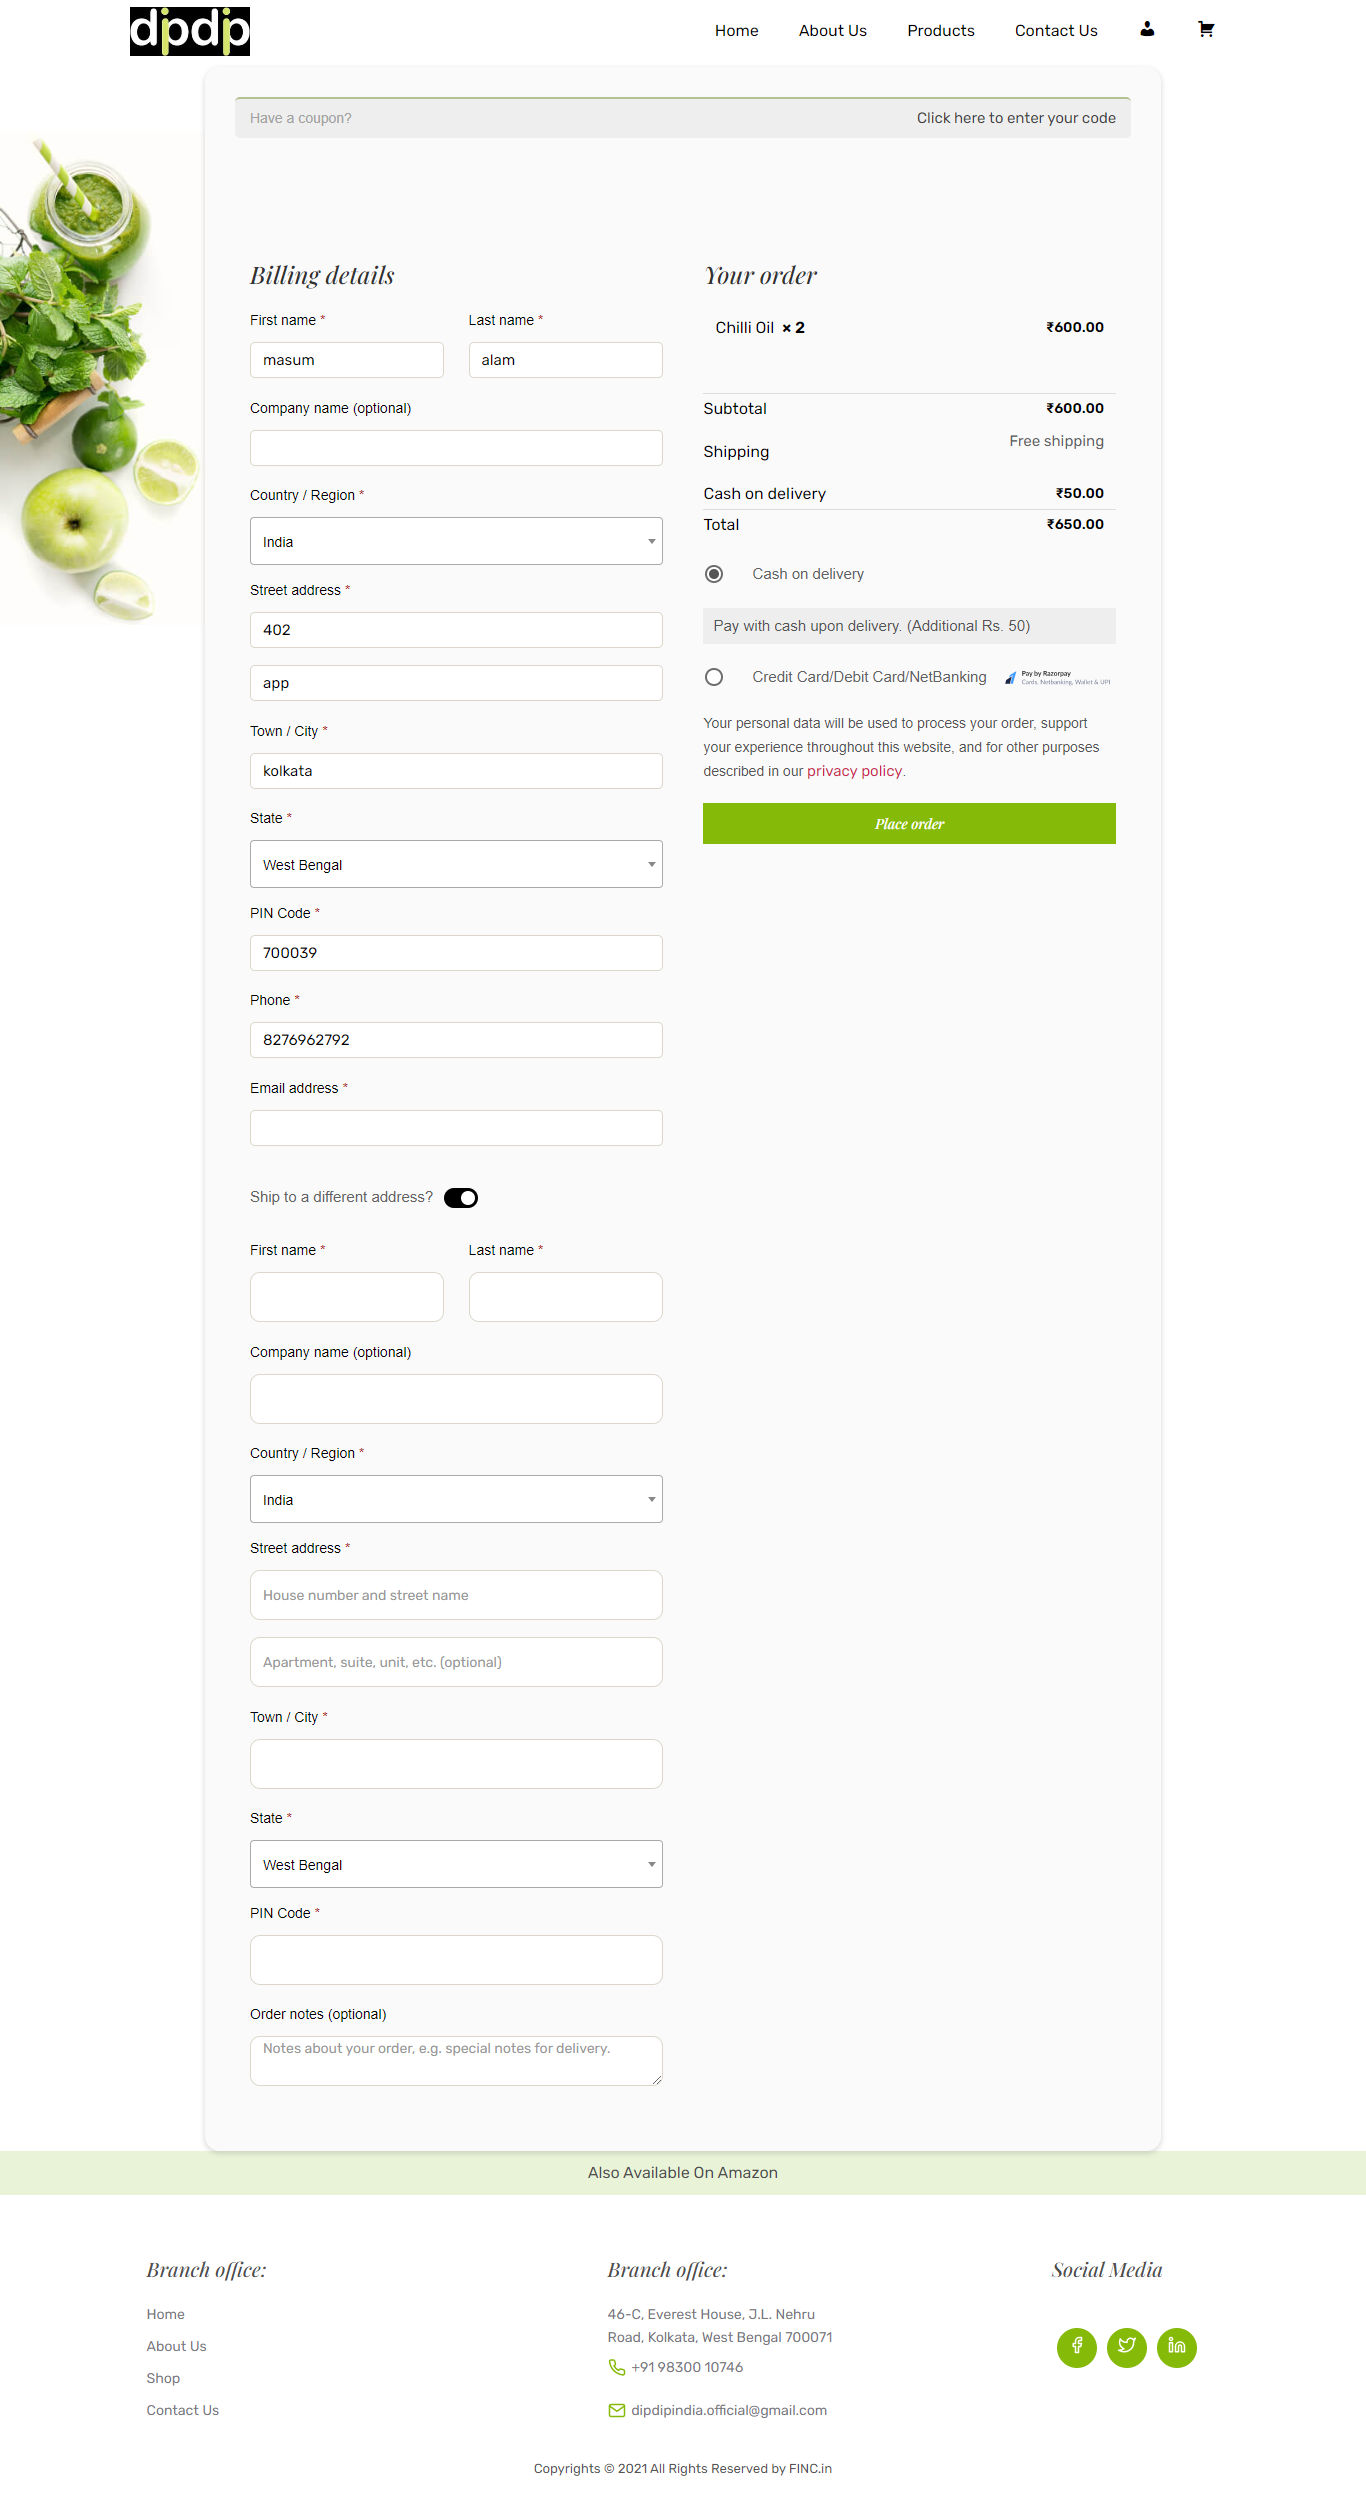 dpdp
Home
About Us
Products
Contact Us
Have a coupon?
Click here to enter your code
Billing details
First name *
Last name *
masum
alam
Company name (optional)
Country / Region *
India
Street address *
402
app
Town / City *
kolkata
State *
West Bengal
PIN Code *
700039
Phone *
8276962792
Email address *
Ship to a different address?
First name *
Last name *
Company name (optional)
Country / Region *
India
Street address *
House number and street name
Apartment, suite, unit, etc. (optional)
Town / City *
State *
West Bengal
PIN Code *
Order notes (optional)
Notes about your order, e.g. special notes for delivery.
Your order
Chilli Oil × 2
₹600.00
Subtotal
₹600.00
Shipping
Free shipping
Cash on delivery
₹50.00
Total
₹650.00
Cash on delivery
Pay with cash upon delivery. (Additional Rs. 50)
Credit Card/Debit Card/NetBanking
Pay by Razorpay
Cards, Netbanking, Wallet & UPI
Your personal data will be used to process your order, support
your experience throughout this website, and for other purposes
described in our privacy policy.
Place order
Also Available On Amazon
Branch office:
Home
About Us
Shop
Contact Us
Branch office:
46-C, Everest House, J.L. Nehru
Road, Kolkata, West Bengal 700071
+91 98300 10746
dipdipindia.official@gmail.com
Social Media
Copyrights © 2021 All Rights Reserved by FINC.in